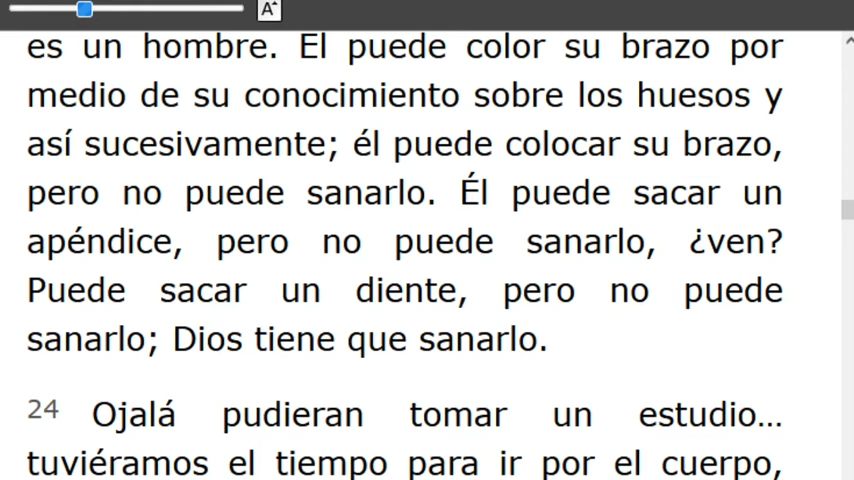 A
es un hombre. Él puede color su brazo por
medio de su conocimiento sobre los huesos y
así sucesivamente; él puede colocar su brazo,
pero no puede sanarlo. Él puede sacar un
apéndice, pero no puede sanarlo, ¿ven?
Puede sacar un diente, pero no puede
sanarlo; Dios tiene que sanarlo.
24 Ojalá pudieran tomar un estudio...
tuviéramos el tiempo para ir por el cuerpo,